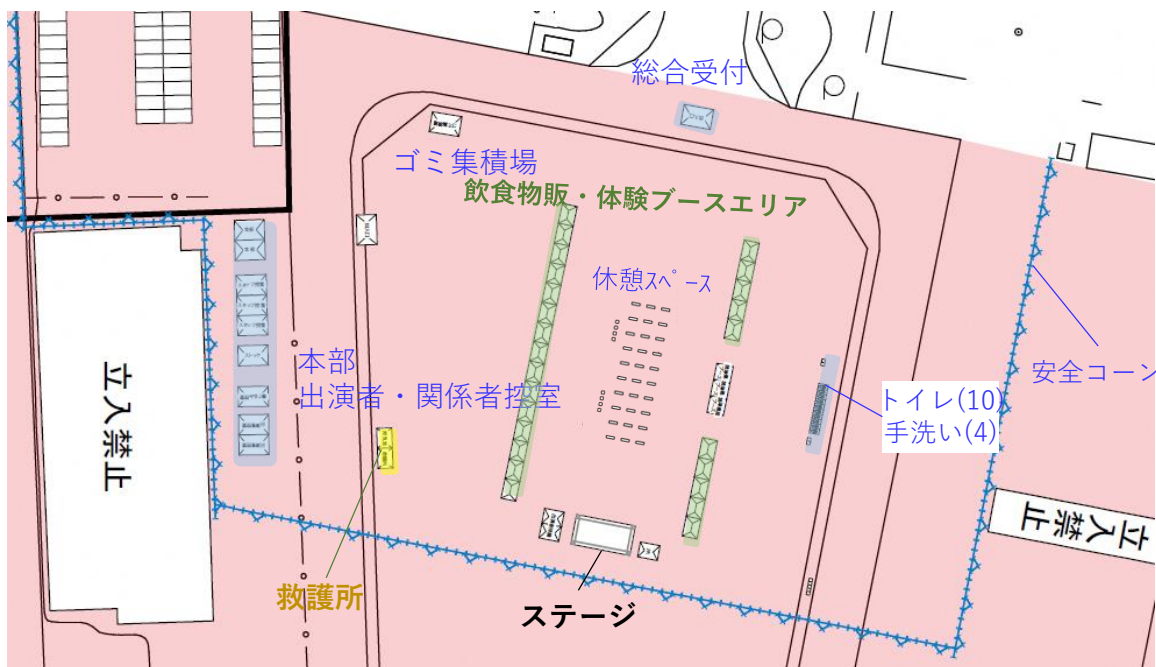 総合受付
ゴミ集積場
飲食物販・体験ブースエリア
休憩スペース
本部
出演者・関係者控室
立入禁止
安全コーン
トイレ(10)
手洗い(4)
立入禁止
救護所
ステージ